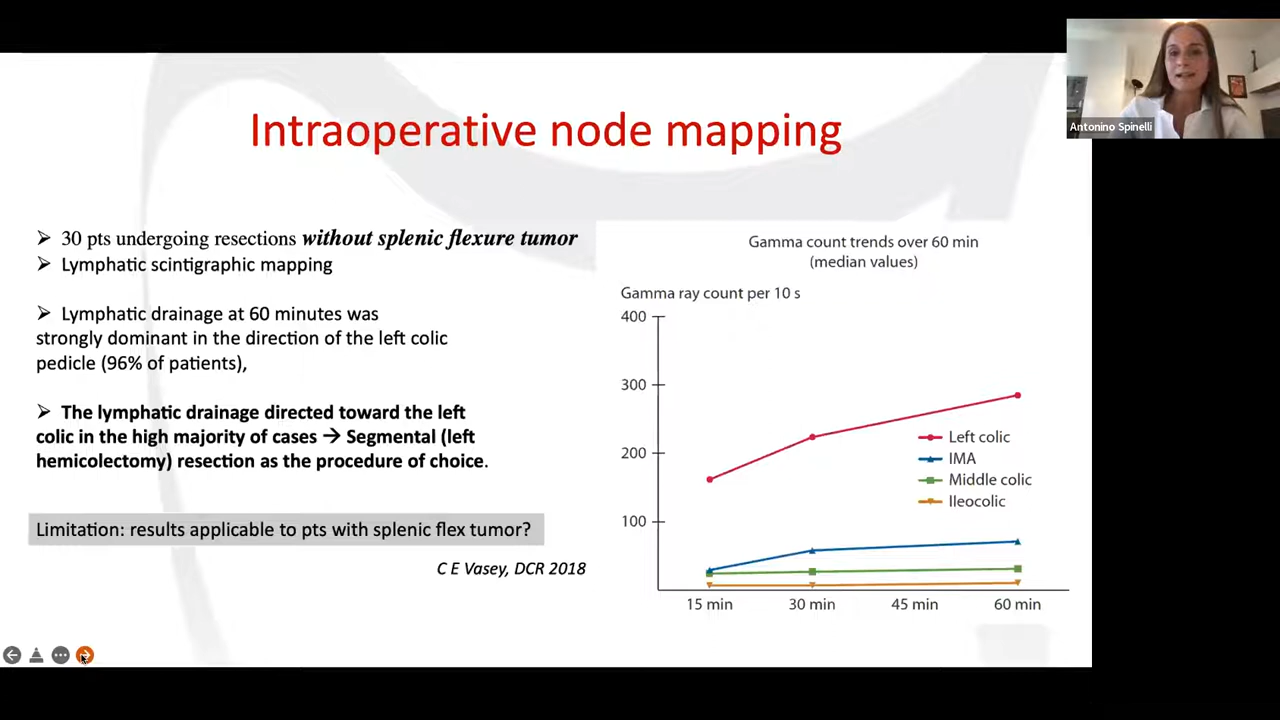 Intraoperative node mapping
Antonino Spinelli
➢ 30 pts undergoing resections without splenic flexure tumor
➢ Lymphatic scintigraphic mapping
➢ Lymphatic drainage at 60 minutes was
strongly dominant in the direction of the left colic
pedicle (96% of patients),
➢ The lymphatic drainage directed toward the left
colic in the high majority of cases → Segmental (left
hemicolectomy) resection as the procedure of choice.
Limitation: results applicable to pts with splenic flex tumor?
C E Vasey, DCR 2018
Gamma count trends over 60 min
(median values)
Gamma ray count per 10 s
400
300
200
100
Left colic
IMA
Middle colic
Ileocolic
15 min 30 min 45 min 60 min